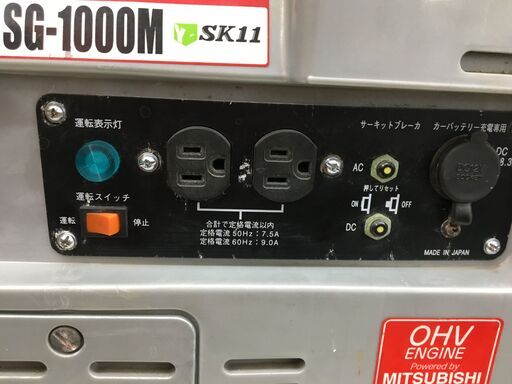 SG-1000M SK11
運転表示灯
運転スイッチ
運転 停止
合計で定格電流以内
定格電流 50Hz:7.5A
定格電流 60Hz:9.0A
サーキットブレーカ
AC
押してリセット
ON OFF
DC
カーバッテリー充電専用
DC
8.3
DC12V
MADE IN JAPAN
OHV
ENGINE
Powered by
MITSUBISHI